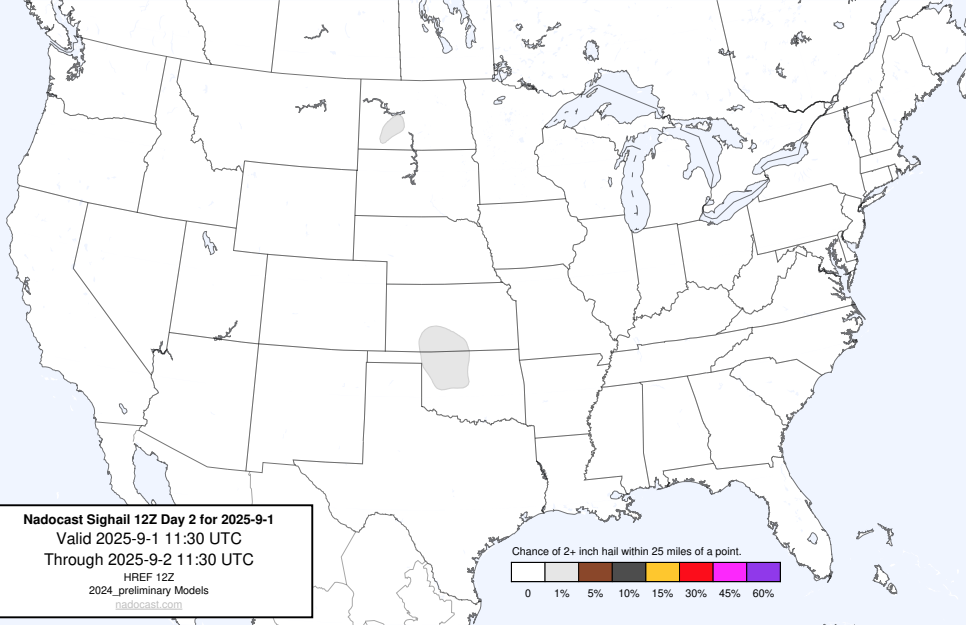 Nadocast Sighail 12Z Day 2 for 2025-9-1
Valid 2025-9-1 11:30 UTC
Through 2025-9-2 11:30 UTC
HREF 12Z
2024_preliminary Models
nadocast.com
Chance of 2+ inch hail within 25 miles of a point.
0 1% 5% 10% 15% 30% 45% 60%